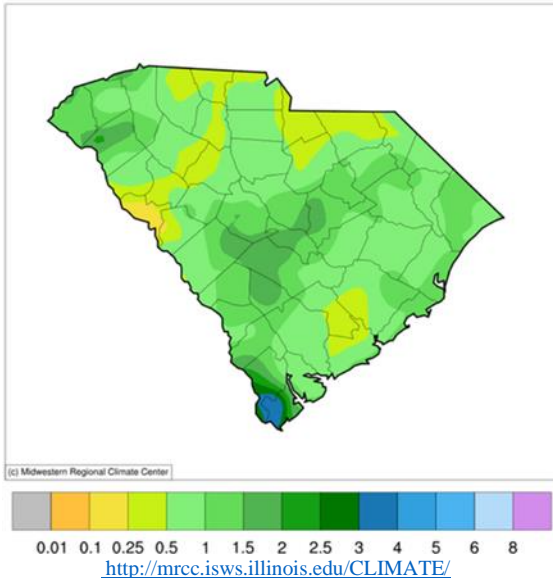 (c) Midwestern Regional Climate Center
0.01 0.1 0.25 0.5 1 1.5 2 2.5 3 4 5 6 8
http://mrcc.isws.illinois.edu/CLIMATE/